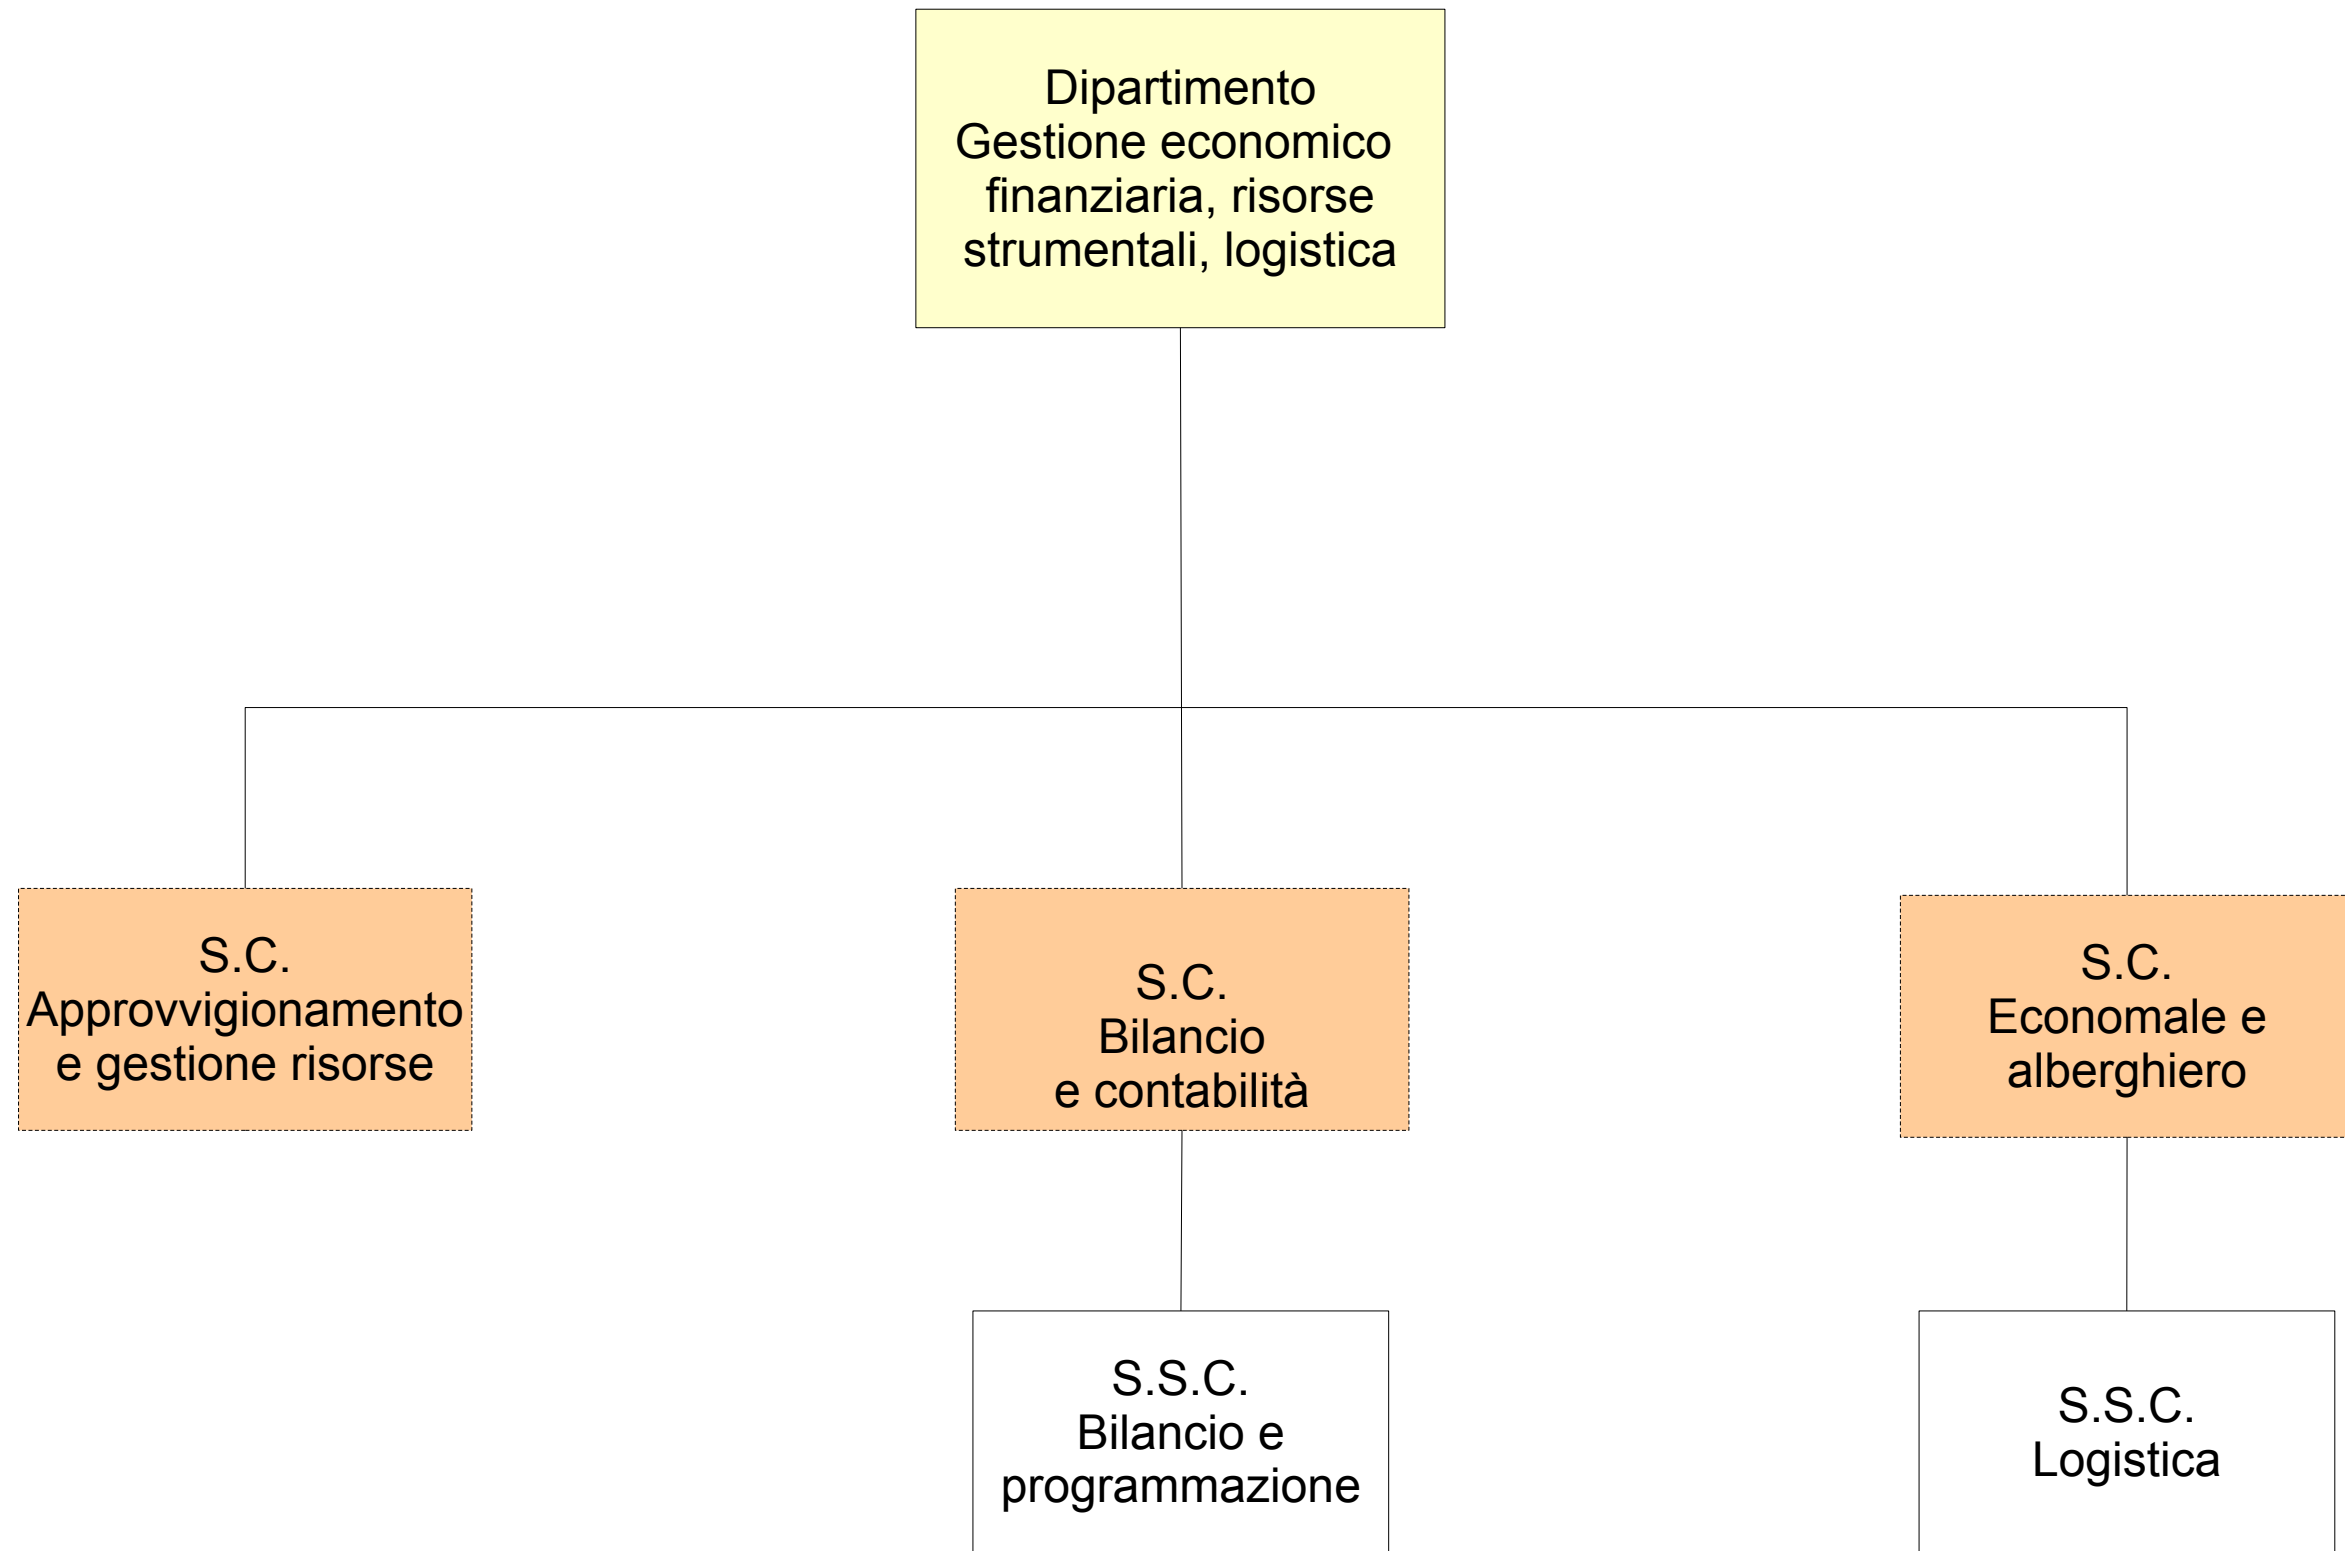 Dipartimento
Gestione economico
finanziaria, risorse
strumentali, logistica
S.C.
Approvvigionamento
e gestione risorse
S.C.
Bilancio
e contabilità
S.C.
Economale e
alberghiero
S.S.C.
Bilancio e
programmazione
S.S.C.
Logistica